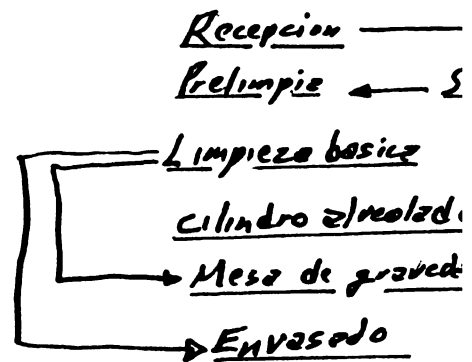 Recepcion
Prelimpia
Limpieza basica
cilindro alveolad
Mesa de graved
Envasado